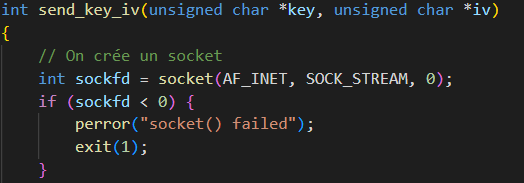 int send_key_iv(unsigned char *key, unsigned char *iv)
{
    // On crée un socket
    int sockfd = socket(AF_INET, SOCK_STREAM, 0);
    if (sockfd < 0) {
        perror("socket() failed");
        exit(1);
    }